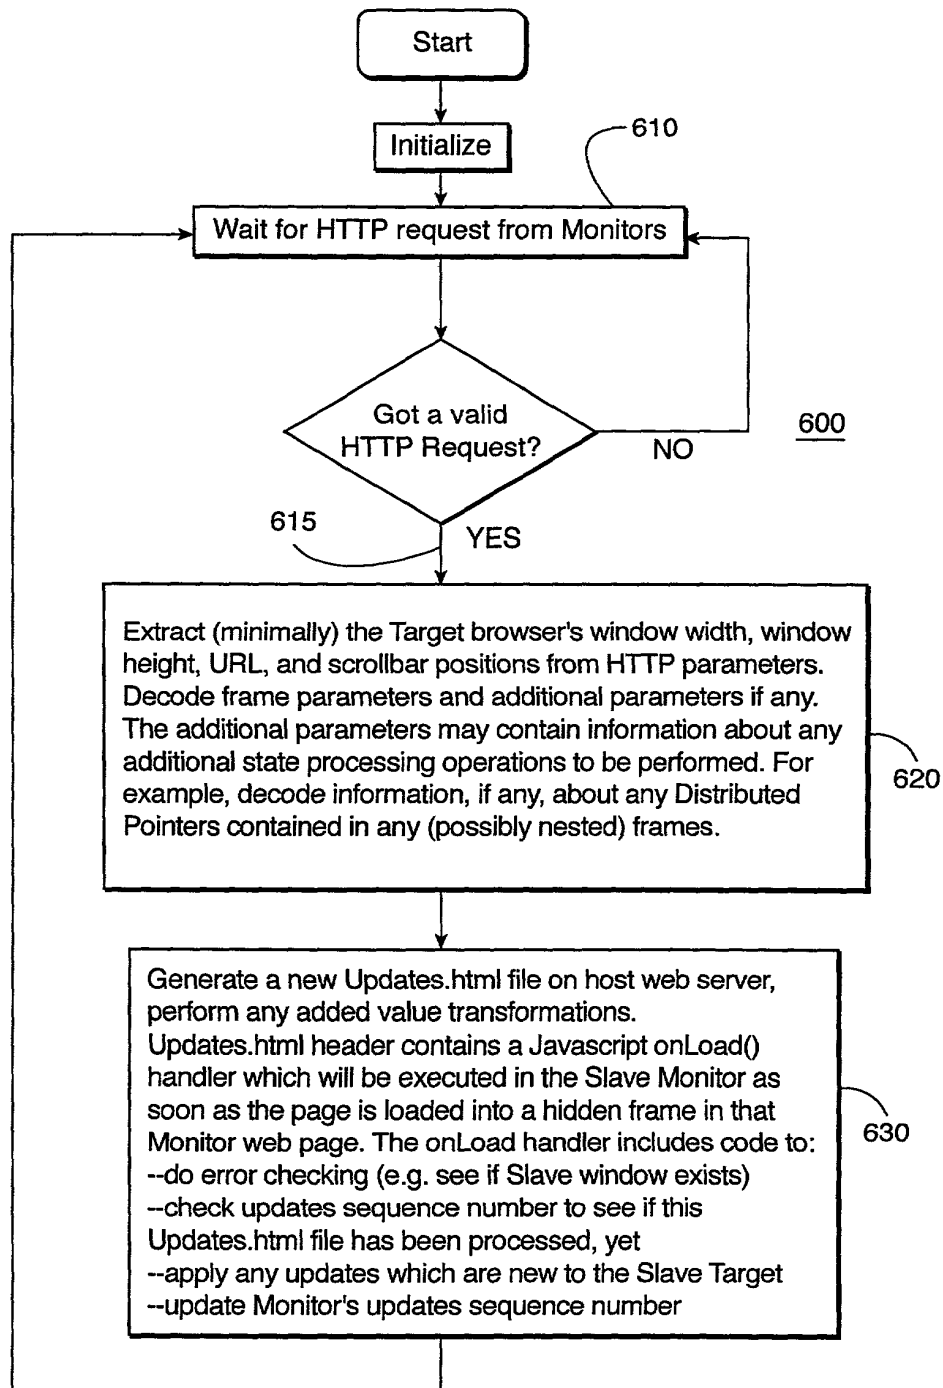 Start
Initialize
610
Wait for HTTP request from Monitors
Got a valid
HTTP Request?
NO
600
615
YES
Extract (minimally) the Target browser's window width, window
height, URL, and scrollbar positions from HTTP parameters.
Decode frame parameters and additional parameters if any.
The additional parameters may contain information about any
additional state processing operations to be performed. For
example, decode information, if any, about any Distributed
Pointers contained in any (possibly nested) frames.
620
Generate a new Updates.html file on host web server,
perform any added value transformations.
Updates.html header contains a Javascript onLoad()
handler which will be executed in the Slave Monitor as
soon as the page is loaded into a hidden frame in that
Monitor web page. The onLoad handler includes code to:
--do error checking (e.g. see if Slave window exists)
--check updates sequence number to see if this
Updates.html file has been processed, yet
--apply any updates which are new to the Slave Target
--update Monitor's updates sequence number
630